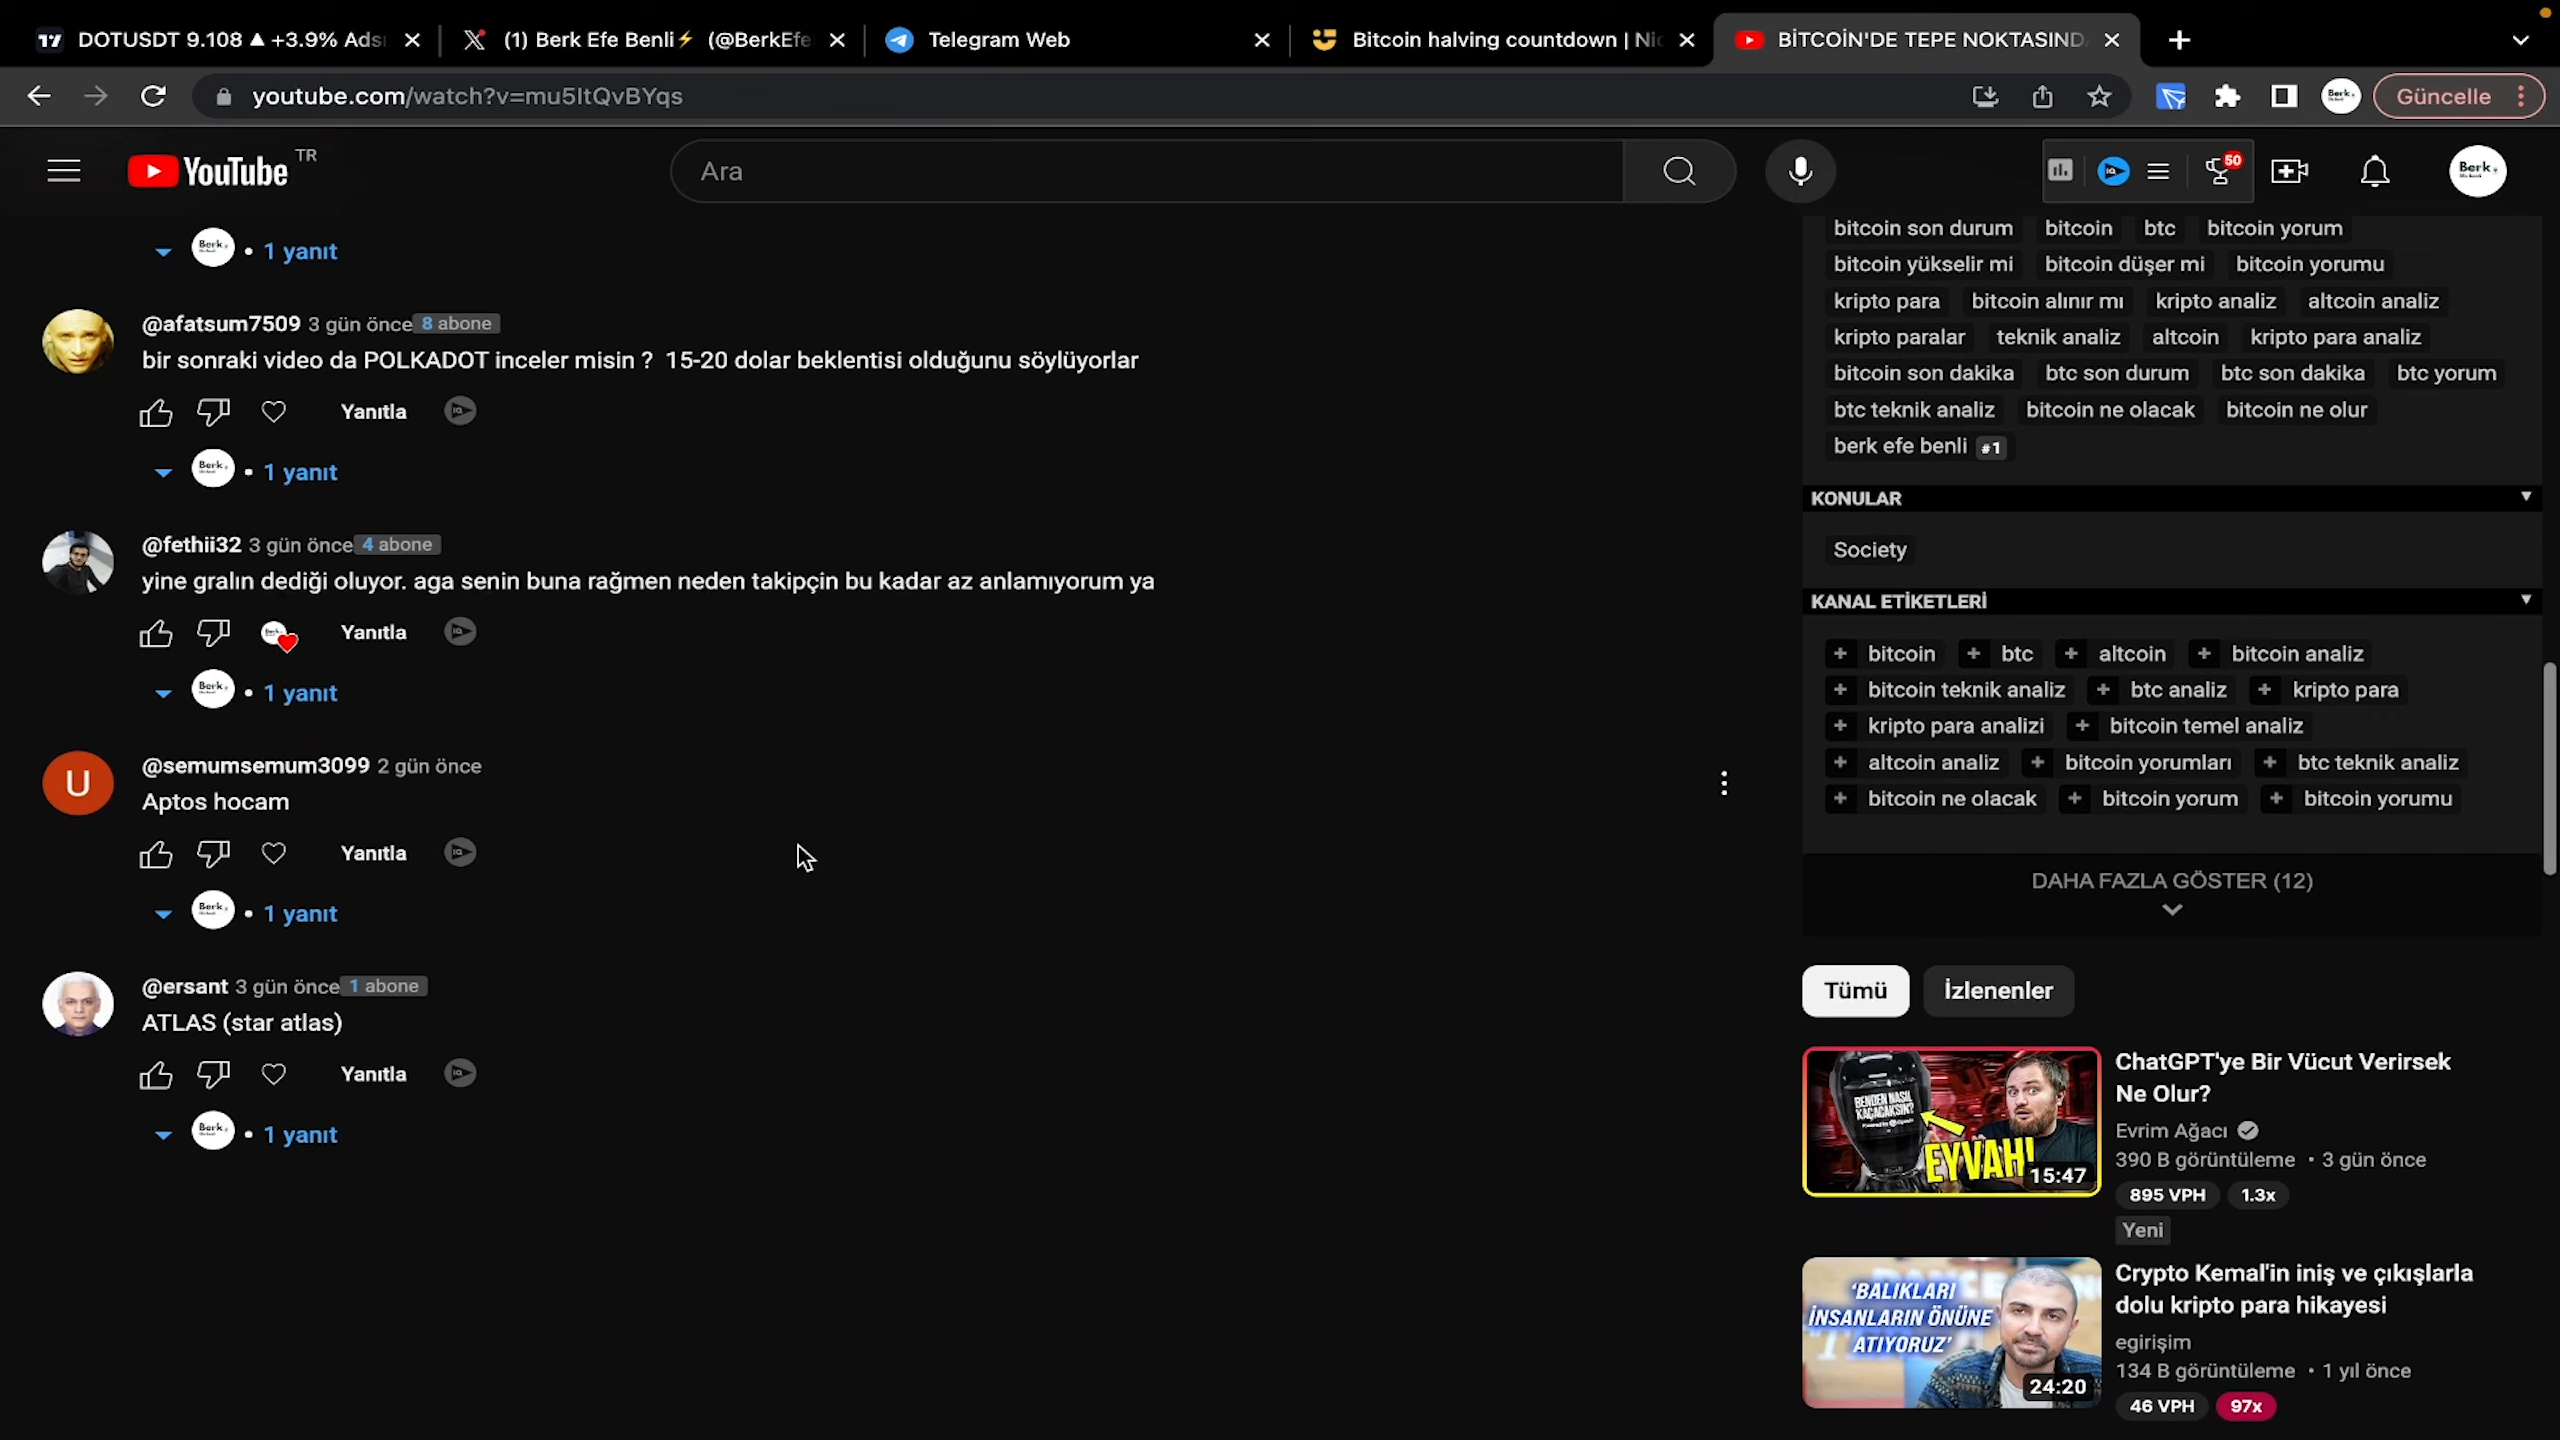 DOTUSDT 9.108 ▲ +3.9% Ads
(1) Berk Efe Benli⚡ (@BerkEfe
Telegram Web
Bitcoin halving countdown | Nic
BİTCOİN'DE TEPE NOKTASIND
youtube.com/watch?v=mu5ItQvBYqs
Güncelle
YouTube TR
Ara
50
1 yanıt
@afatsum7509 3 gün önce 8 abone
bir sonraki video da POLKADOT inceler misin ? 15-20 dolar beklentisi olduğunu söylüyorlar
Yanıtla
1 yanıt
@fethii32 3 gün önce 4 abone
yine gralın dediği oluyor. aga senin buna rağmen neden takipçin bu kadar az anlamıyorum ya
Yanıtla
1 yanıt
U
@semumsemum3099 2 gün önce
Aptos hocam
Yanıtla
1 yanıt
@ersant 3 gün önce 1 abone
ATLAS (star atlas)
Yanıtla
1 yanıt
bitcoin son durum bitcoin btc bitcoin yorum
bitcoin yükselir mi bitcoin düşer mi bitcoin yorumu
kripto para bitcoin alınır mı kripto analiz altcoin analiz
kripto paralar teknik analiz altcoin kripto para analiz
bitcoin son dakika btc son durum btc son dakika btc yorum
btc teknik analiz bitcoin ne olacak bitcoin ne olur
berk efe benli #1
KONULAR
Society
KANAL ETİKETLERİ
+ bitcoin + btc + altcoin + bitcoin analiz
+ bitcoin teknik analiz + btc analiz + kripto para
+ kripto para analizi + bitcoin temel analiz
+ altcoin analiz + bitcoin yorumları + btc teknik analiz
+ bitcoin ne olacak + bitcoin yorum + bitcoin yorumu
DAHA FAZLA GÖSTER (12)
Tümü
İzlenenler
BENDEN NASIL
KAÇACAKSIN?
EYVAH!
15:47
ChatGPT'ye Bir Vücut Verirsek
Ne Olur?
Evrim Ağacı
390 B görüntüleme • 3 gün önce
895 VPH 1.3x
Yeni
'BALIKLARI
İNSANLARIN ÖNÜNE
ATIYORUZ'
24:20
Crypto Kemal'in iniş ve çıkışlarla
dolu kripto para hikayesi
egirişim
134 B görüntüleme • 1 yıl önce
46 VPH 97x